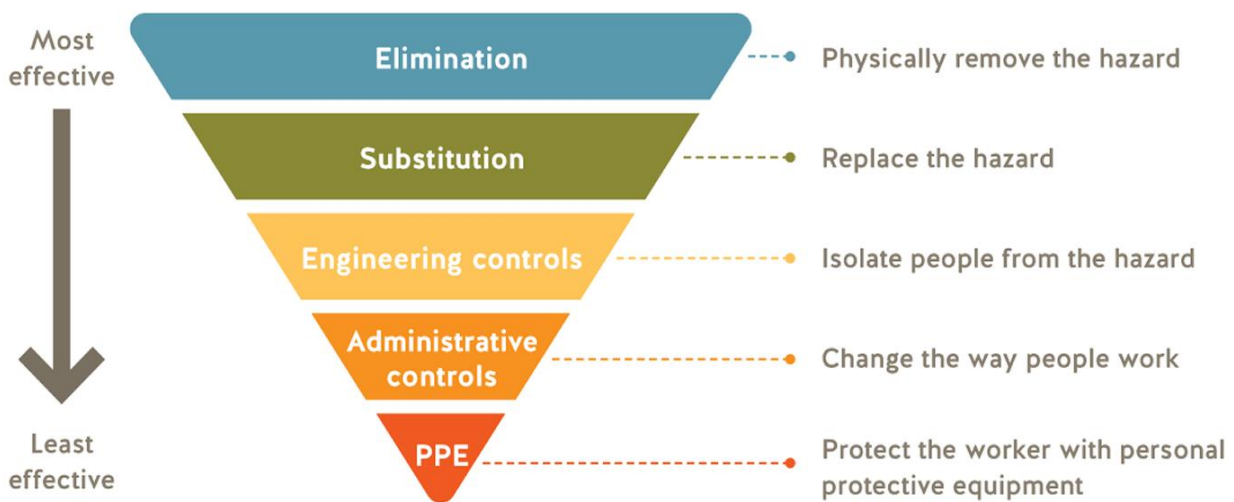 Most
effective
Elimination
Physically remove the hazard
Substitution
Replace the hazard
Engineering controls
Isolate people from the hazard
Administrative
controls
Change the way people work
Least
effective
PPE
Protect the worker with personal
protective equipment